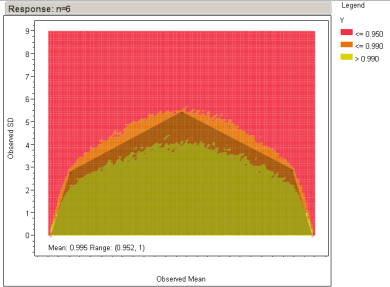 Response: n=6
Legend
Y
<= 0.950
<= 0.990
> 0.990
9
8
7
6
5
4
3
2
1
0
Observed SD
Mean: 0.995 Range: (0.952, 1)
Observed Mean